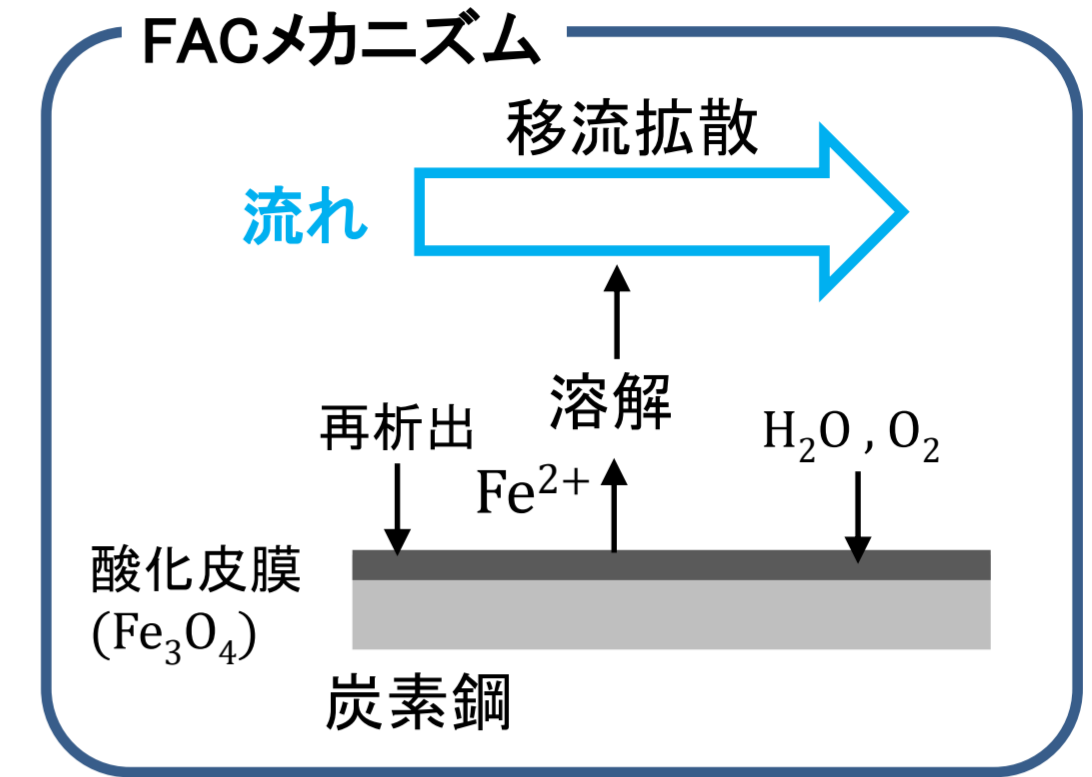 FACメカニズム
移流拡散
流れ
溶解
再析出
H₂O , O₂
Fe²⁺
酸化皮膜
(Fe₃O₄)
炭素鋼